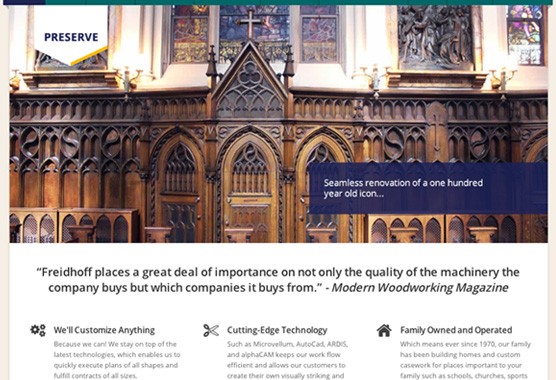 PRESERVE
Seamless renovation of a one hundred
year old icon...
“Freidhoff places a great deal of importance on not only the quality of the machinery the
company buys but which companies it buys from.” - Modern Woodworking Magazine
We'll Customize Anything
Because we can! We stay on top of the
latest technologies, which enables us to
quickly execute plans of all shapes and
fulfill contracts of all sizes.
Cutting-Edge Technology
Such as Microvellum, AutoCad, ARDIS,
and alphaCAM keeps our work flow
efficient and allows our customers to
create their own visually striking and
Family Owned and Operated
Which means ever since 1970, our family
has been building homes and custom
casework for places important to your
family such as schools, churches, sports